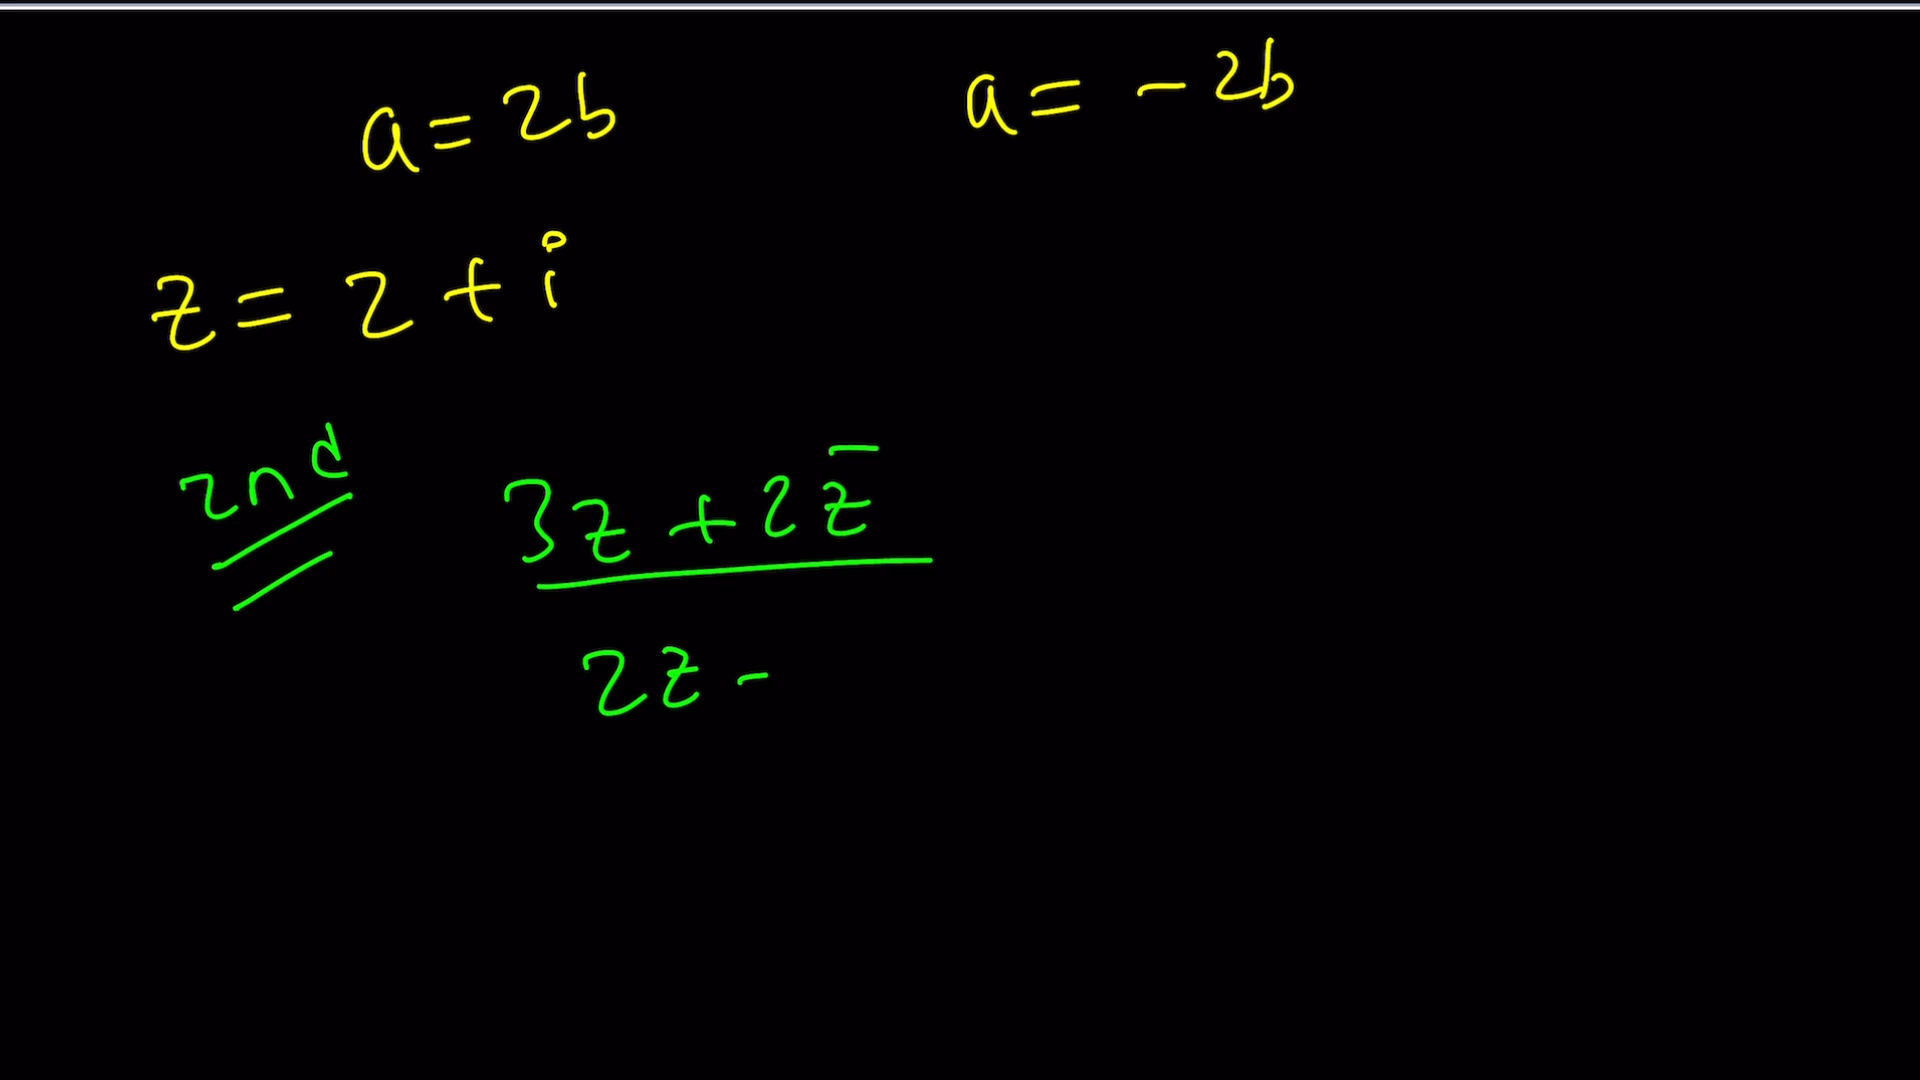 a = 2b
a = - 2b
z = 2 + i
2nd
3z + 2z̅
2z -